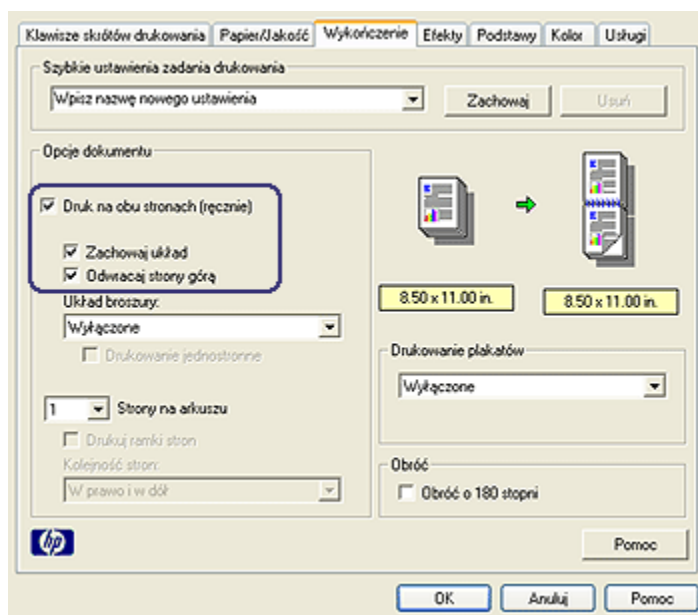 Klawisze skrótów drukowania Papier/Jakość Wykończenie Efekty Podstawy Kolor Usługi
Szybkie ustawienia zadania drukowania
Wpisz nazwę nowego ustawienia Zachowaj Usuń
Opcje dokumentu
Druk na obu stronach (ręcznie)
Zachowaj układ
Odwracaj strony górą
Układ broszury:
Wyłączone
Drukowanie jednostronne
1 Strony na arkuszu
Drukuj ramki stron
Kolejność stron:
W prawo i w dół
8.50 x 11.00 in. 8.50 x 11.00 in.
Drukowanie plakatów
Wyłączone
Obróć
Obróć o 180 stopni
hp
Pomoc
OK Anuluj Pomoc